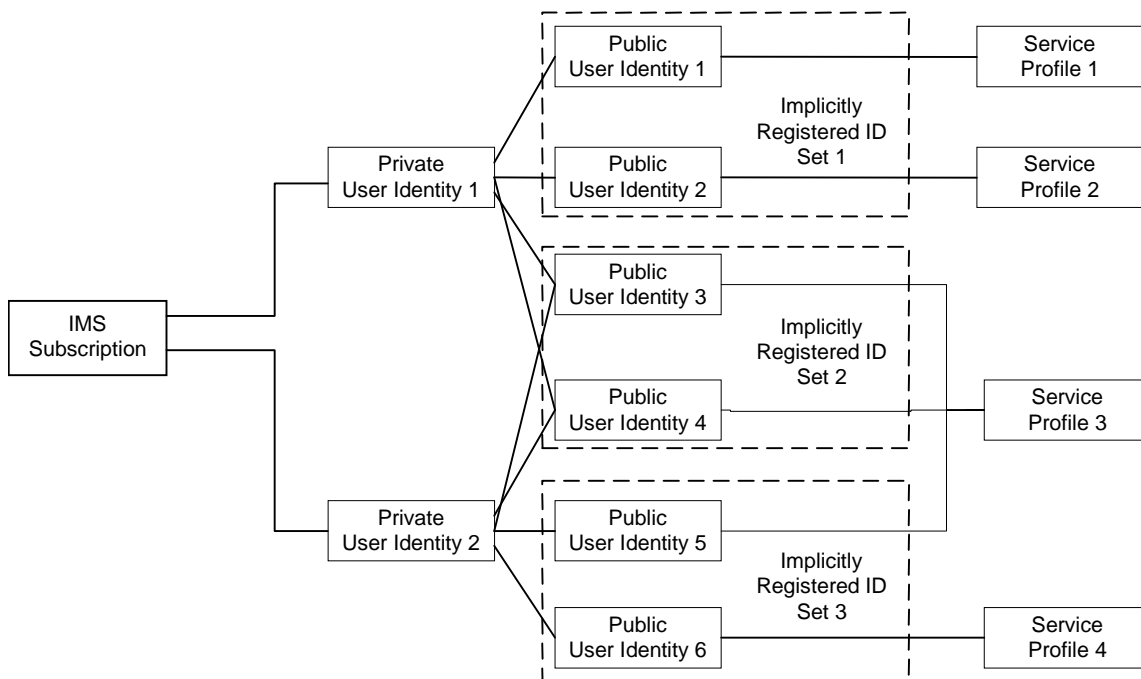 Public
User Identity 1
Service
Profile 1
Implicitly
Registered ID
Set 1
Private
User Identity 1
Public
User Identity 2
Service
Profile 2
Public
User Identity 3
IMS
Subscription
Implicitly
Registered ID
Set 2
Public
User Identity 4
Service
Profile 3
Private
User Identity 2
Public
User Identity 5
Implicitly
Registered ID
Set 3
Public
User Identity 6
Service
Profile 4